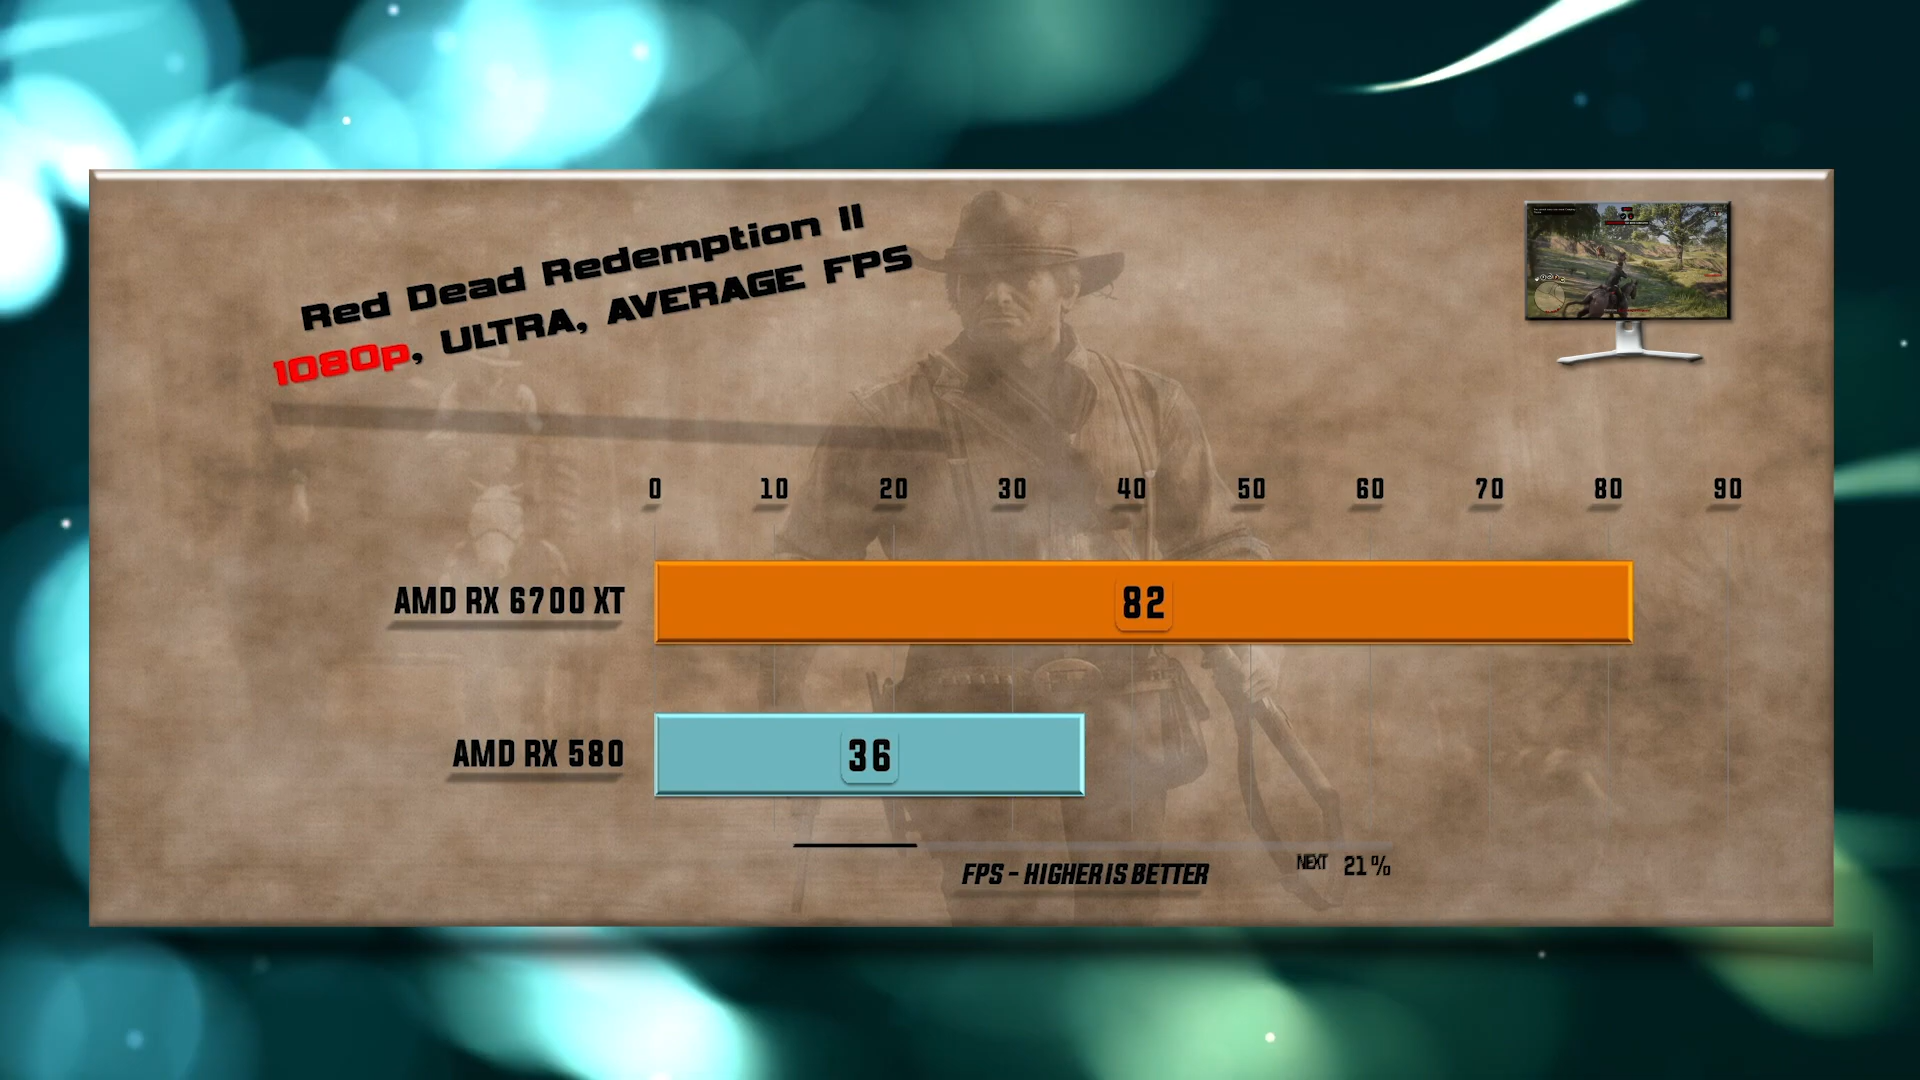 Red Dead Redemption II
1080p, ULTRA, AVERAGE FPS
0 10 20 30 40 50 60 70 80 90
AMD RX 6700 XT 82
AMD RX 580 36
FPS - HIGHER IS BETTER
NEXT 21%